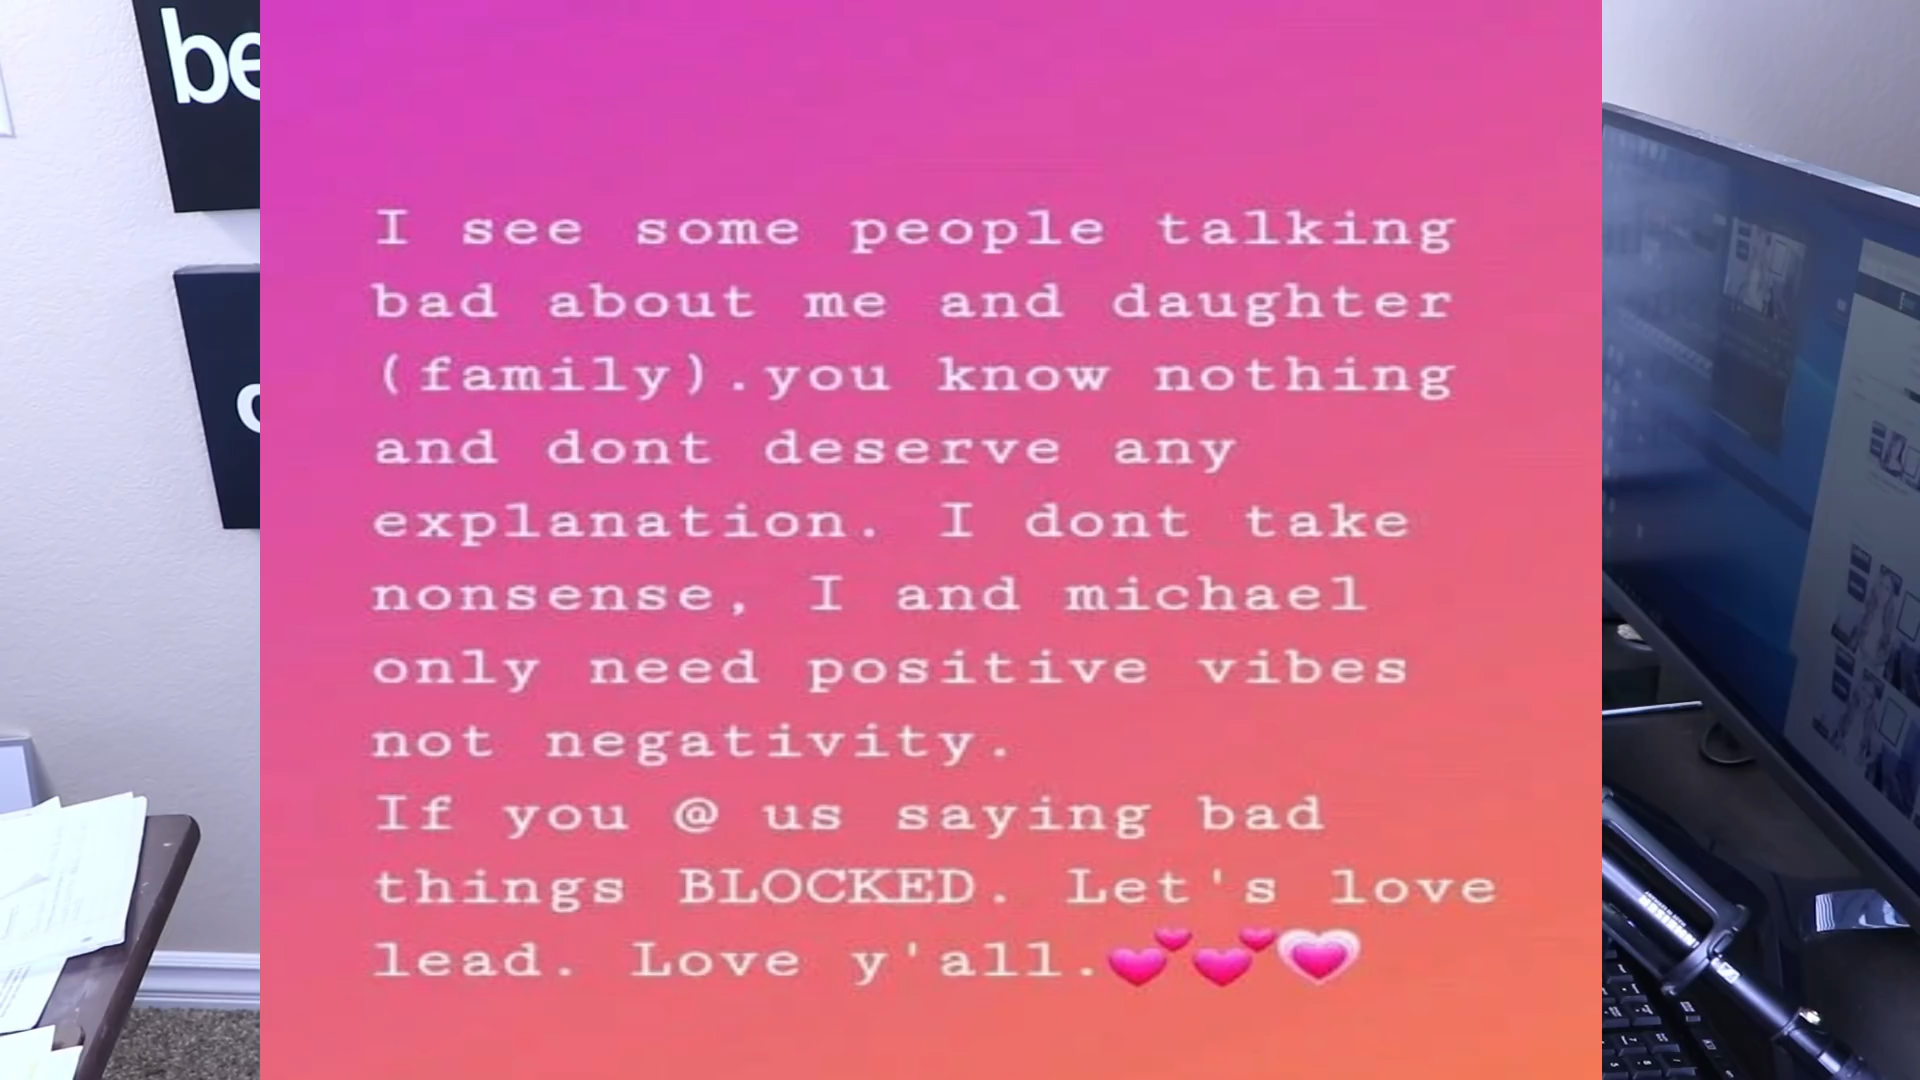 be
I see some people talking
bad about me and daughter
(family).you know nothing
and dont deserve any
explanation. I dont take
nonsense, I and michael
only need positive vibes
not negativity.
If you @ us saying bad
things BLOCKED. Let's love
lead. Love y'all.💕💕💗